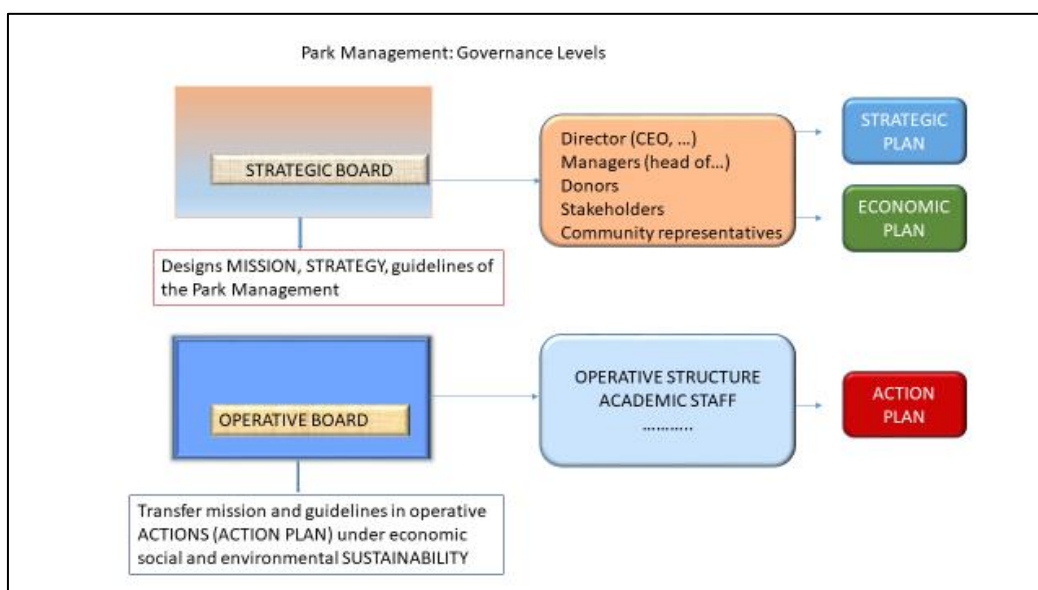 Park Management: Governance Levels
STRATEGIC BOARD
Director (CEO, ...)
Managers (head of...)
Donors
Stakeholders
Community representatives
STRATEGIC
PLAN
ECONOMIC
PLAN
Designs MISSION, STRATEGY, guidelines of
the Park Management
OPERATIVE BOARD
OPERATIVE STRUCTURE
ACADEMIC STAFF
………..
ACTION
PLAN
Transfer mission and guidelines in operative
ACTIONS (ACTION PLAN) under economic
social and environmental SUSTAINABILITY